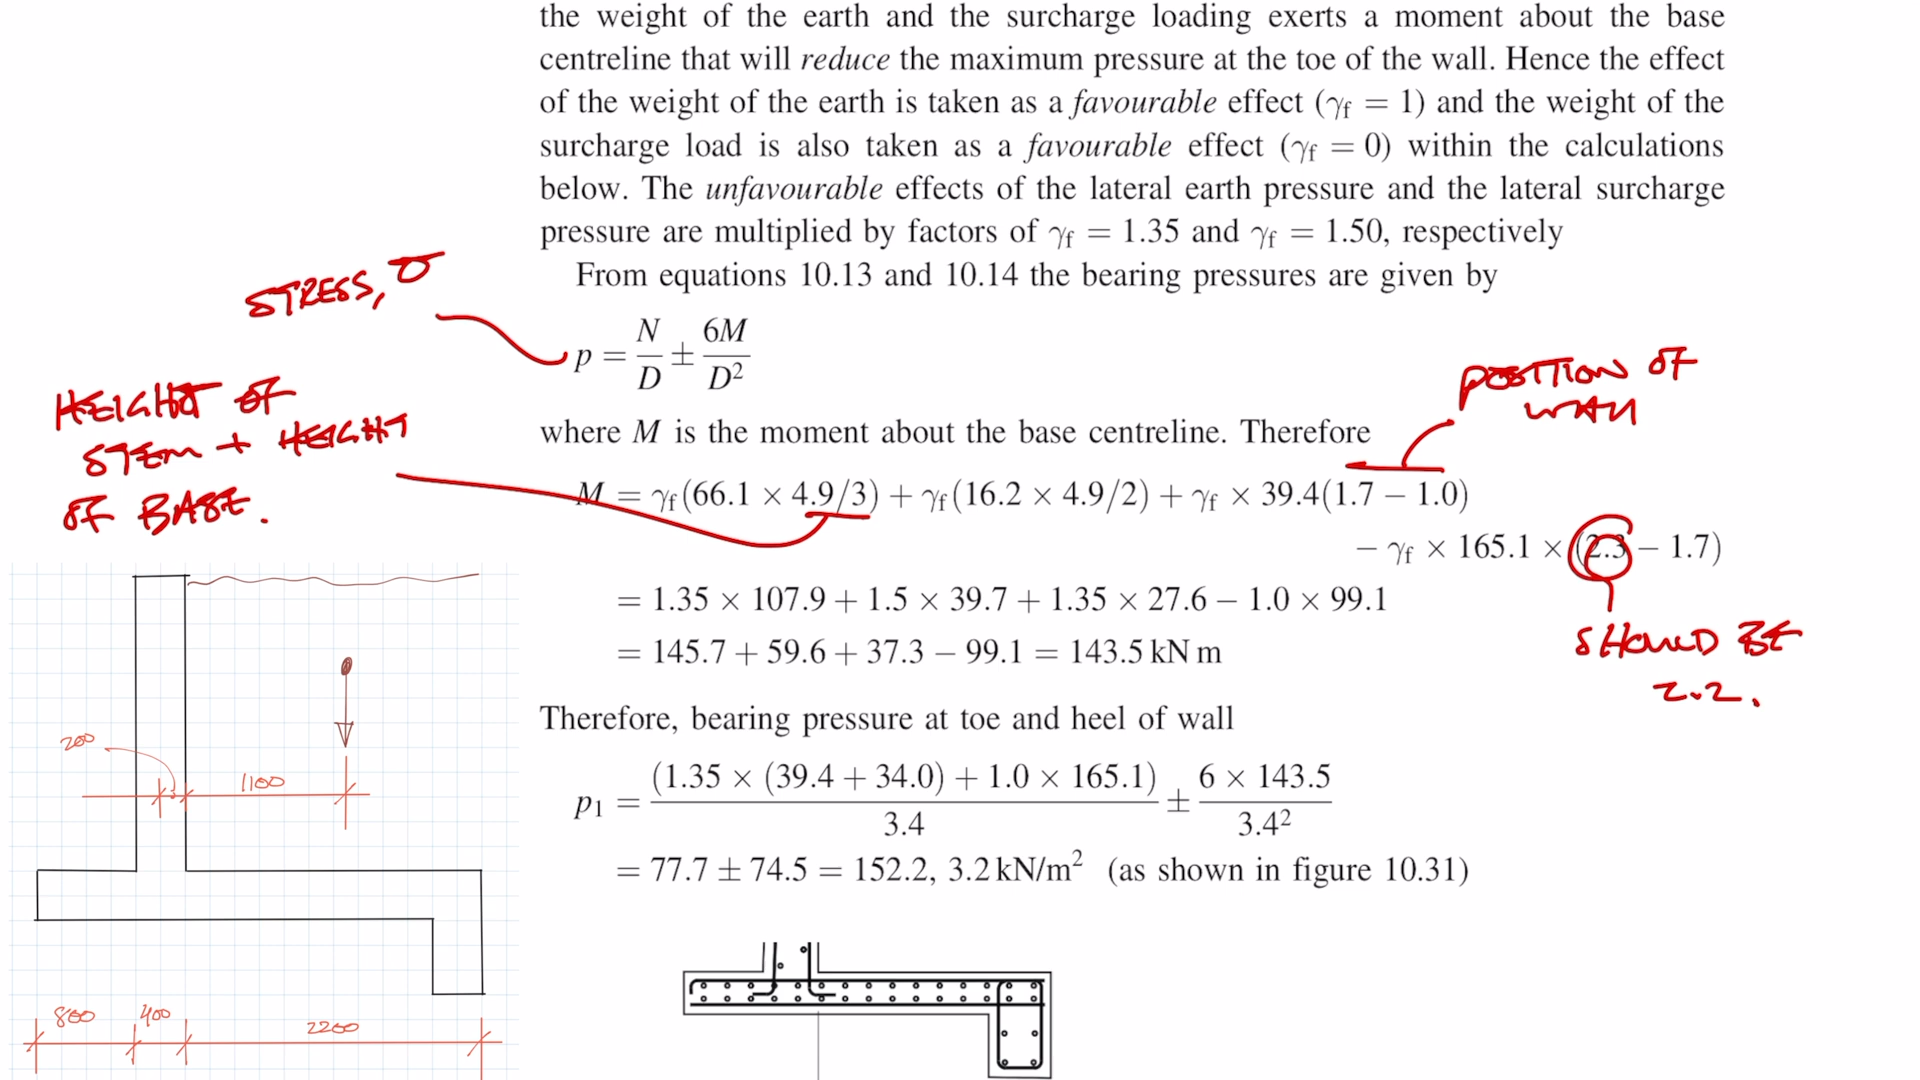 the weight of the earth and the surcharge loading exerts a moment about the base
centreline that will reduce the maximum pressure at the toe of the wall. Hence the effect
of the weight of the earth is taken as a favourable effect (γf = 1) and the weight of the
surcharge load is also taken as a favourable effect (γf = 0) within the calculations
below. The unfavourable effects of the lateral earth pressure and the lateral surcharge
pressure are multiplied by factors of γf = 1.35 and γf = 1.50, respectively
From equations 10.13 and 10.14 the bearing pressures are given by
STRESS, σ
p = N/D ± 6M/D²
HEIGHT OF
STEM + HEIGHT
OF BASE.
POSITION OF
WALL
where M is the moment about the base centreline. Therefore
M = γf(66.1 × 4.9/3) + γf(16.2 × 4.9/2) + γf × 39.4(1.7 − 1.0)
− γf × 165.1 × (2.3 − 1.7)
= 1.35 × 107.9 + 1.5 × 39.7 + 1.35 × 27.6 − 1.0 × 99.1
= 145.7 + 59.6 + 37.3 − 99.1 = 143.5 kN m
SHOULD BE
2.2.
Therefore, bearing pressure at toe and heel of wall
p1 = (1.35 × (39.4 + 34.0) + 1.0 × 165.1)/3.4 ± 6 × 143.5/3.4²
= 77.7 ± 74.5 = 152.2, 3.2 kN/m² (as shown in figure 10.31)
200
1100
800
400
2200